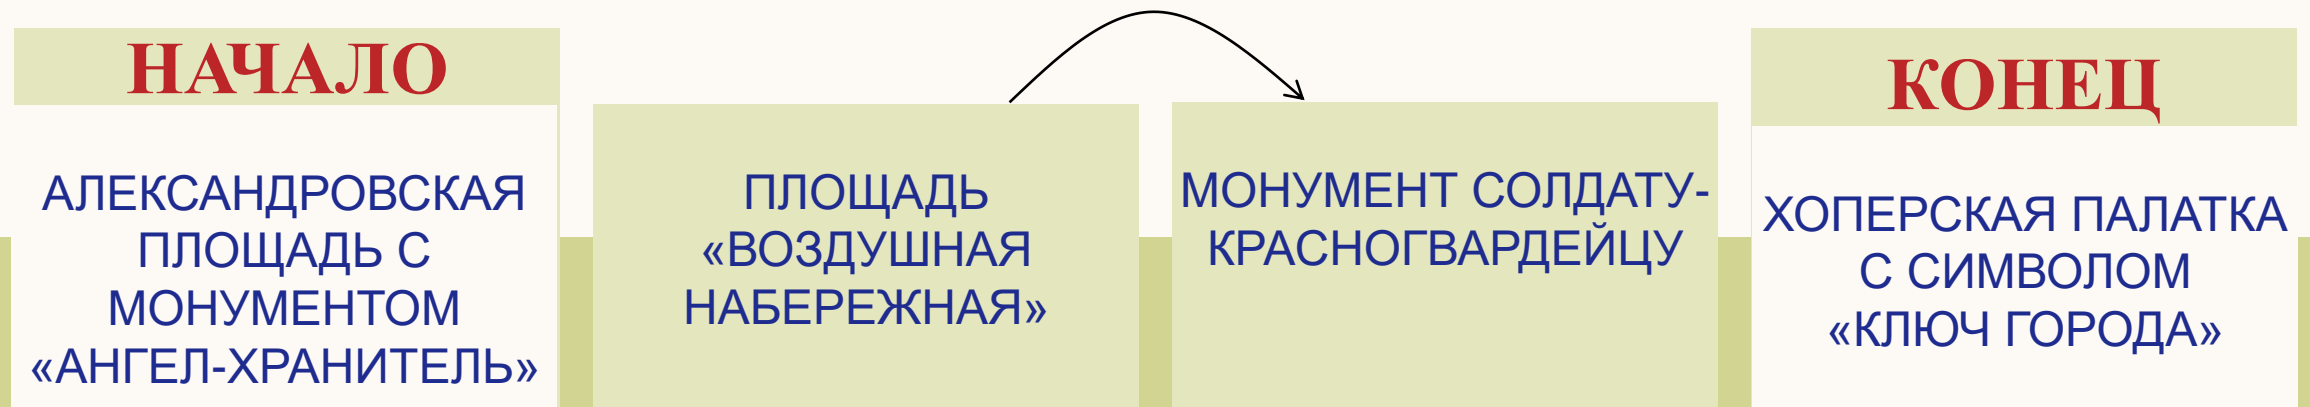 НАЧАЛО
АЛЕКСАНДРОВСКАЯ
ПЛОЩАДЬ С
МОНУМЕНТОМ
«АНГЕЛ-ХРАНИТЕЛЬ»
ПЛОЩАДЬ
«ВОЗДУШНАЯ
НАБЕРЕЖНАЯ»
МОНУМЕНТ СОЛДАТУ-
КРАСНОГВАРДЕЙЦУ
КОНЕЦ
ХОПЕРСКАЯ ПАЛАТКА
С СИМВОЛОМ
«КЛЮЧ ГОРОДА»